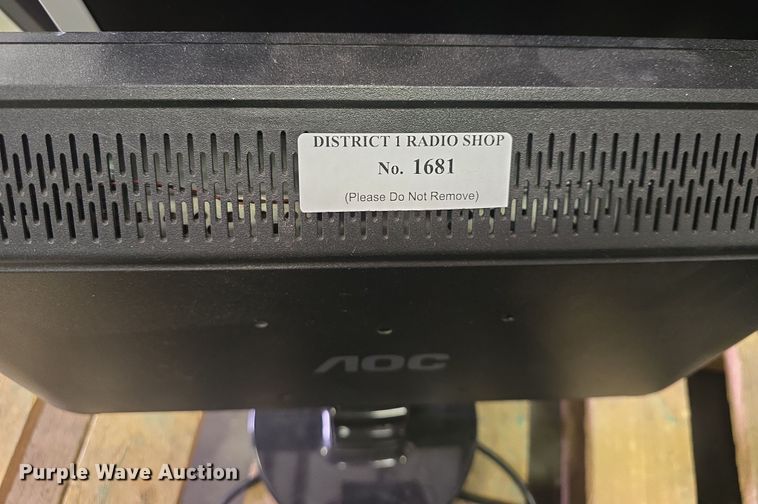 DISTRICT 1 RADIO SHOP
No. 1681
(Please Do Not Remove)
AOC
Purple Wave Auction